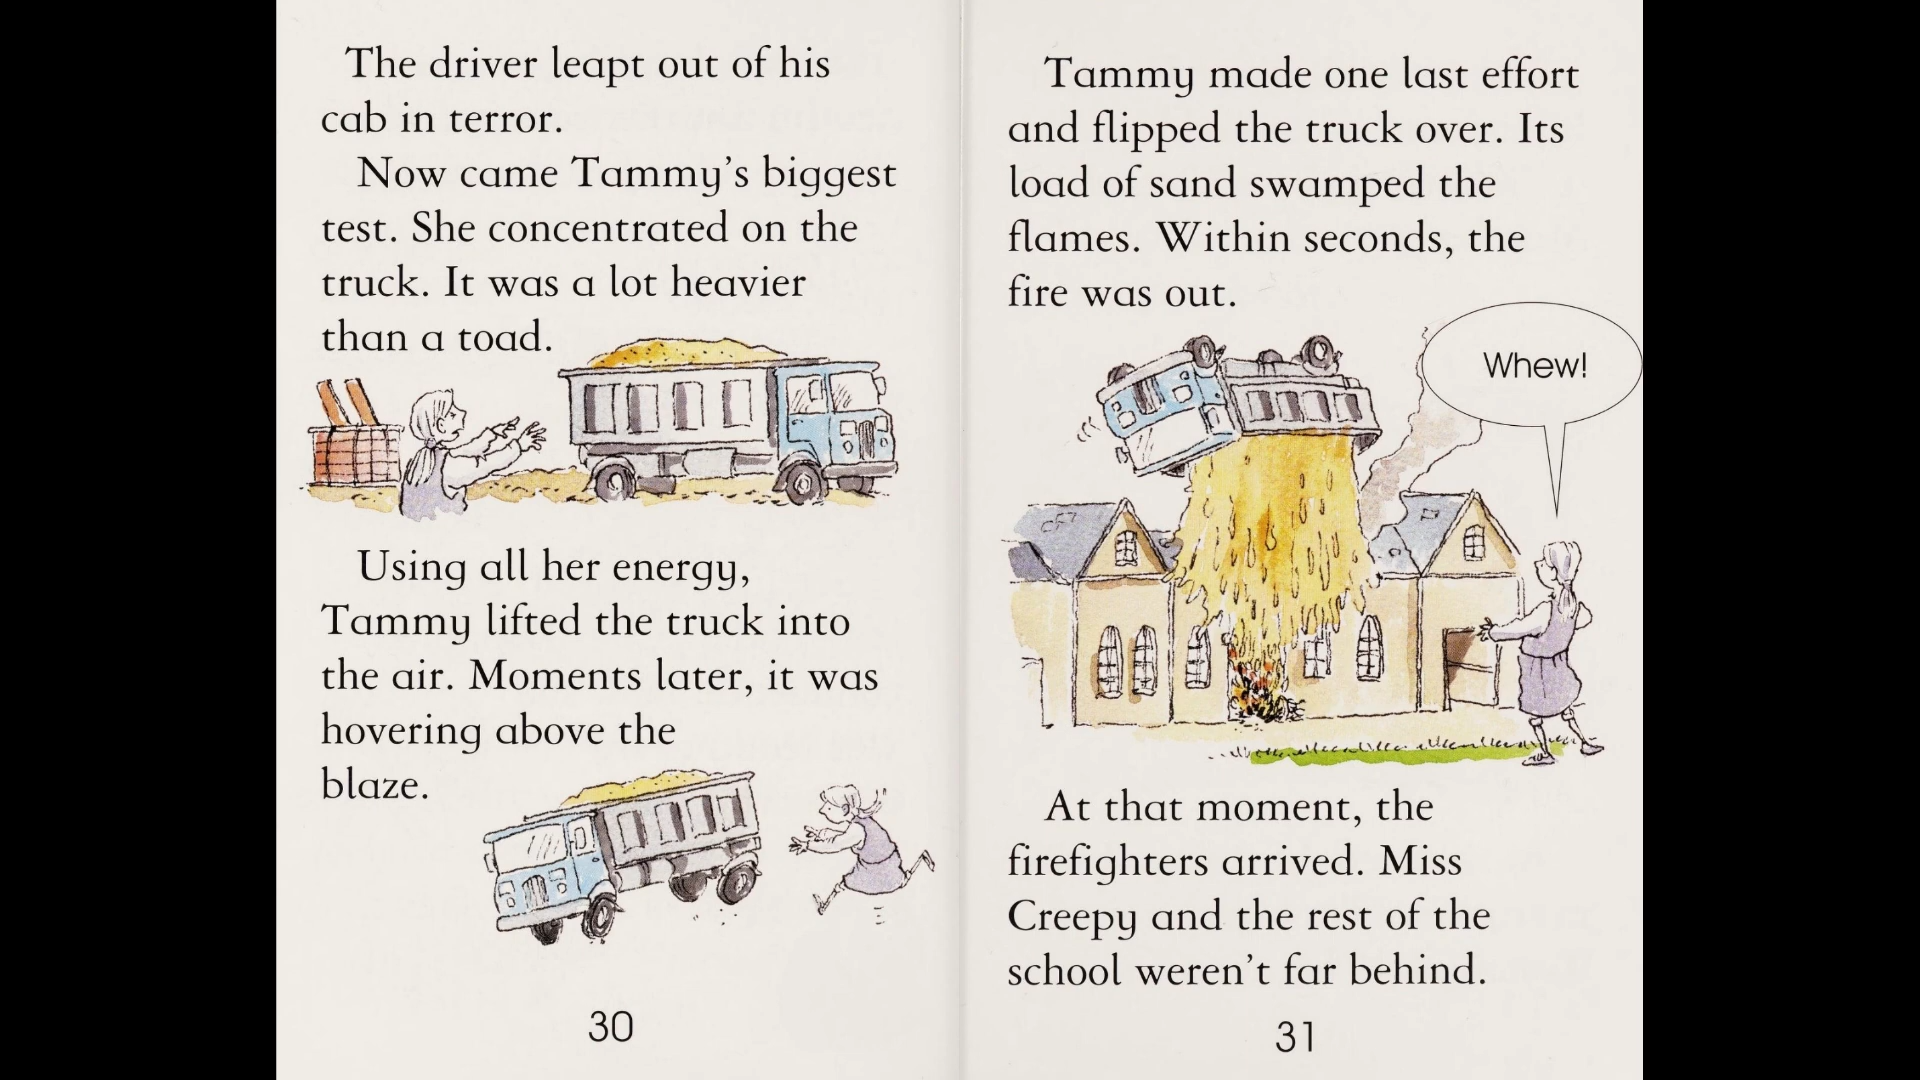 The driver leapt out of his
cab in terror.
Now came Tammy's biggest
test. She concentrated on the
truck. It was a lot heavier
than a toad.
Using all her energy,
Tammy lifted the truck into
the air. Moments later, it was
hovering above the
blaze.
30
Tammy made one last effort
and flipped the truck over. Its
load of sand swamped the
flames. Within seconds, the
fire was out.
Whew!
At that moment, the
firefighters arrived. Miss
Creepy and the rest of the
school weren't far behind.
31